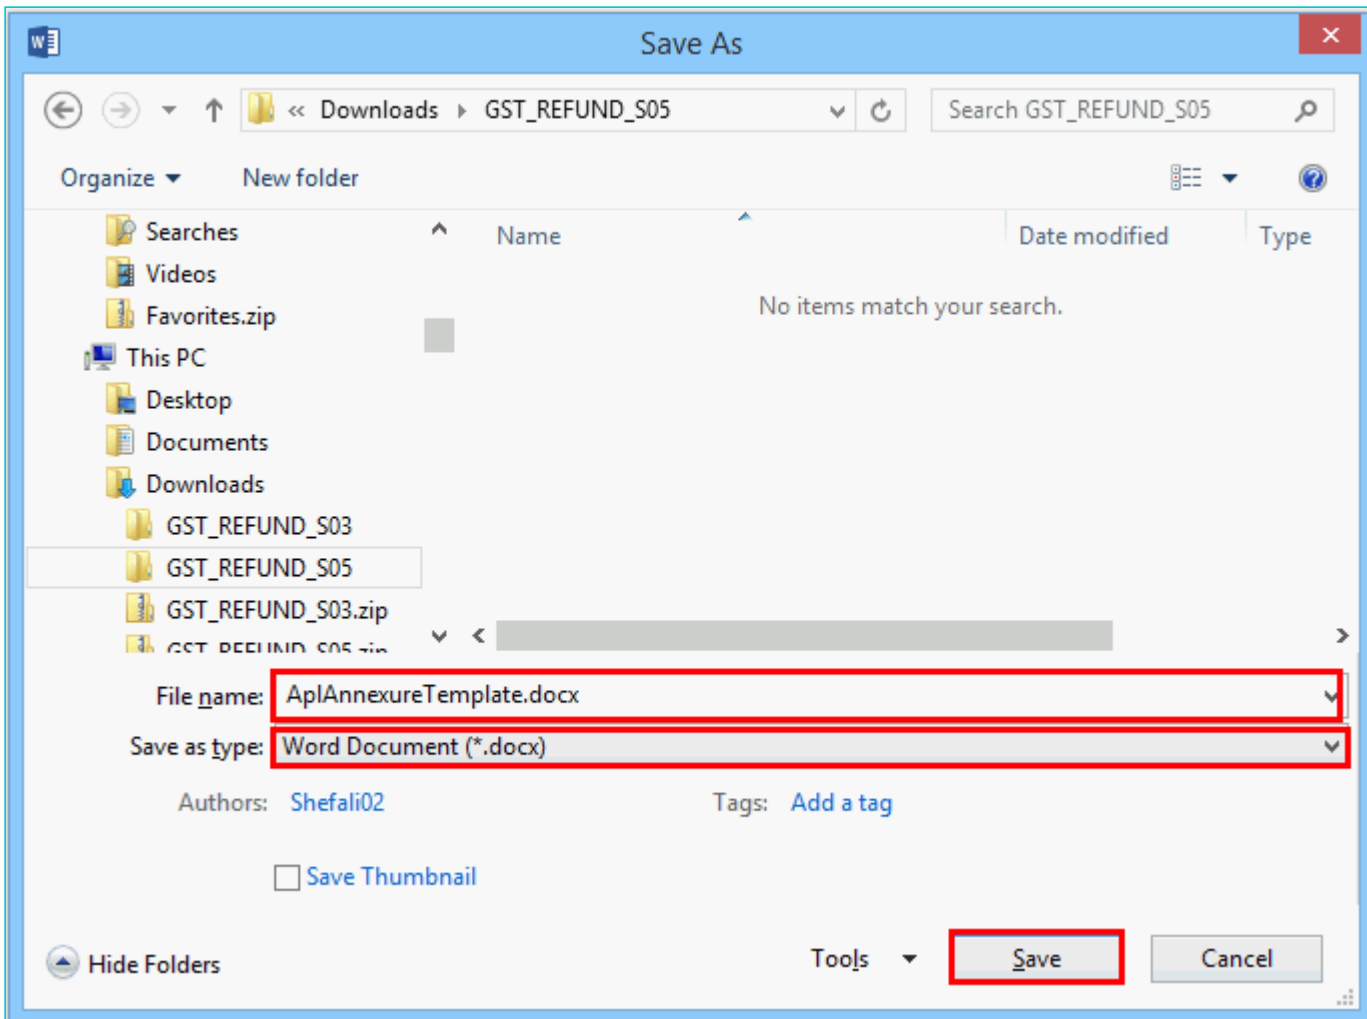 Save As
« Downloads GST_REFUND_S05 Search GST_REFUND_S05
Organize New folder
Searches
Videos
Favorites.zip
This PC
Desktop
Documents
Downloads
GST_REFUND_S03
GST_REFUND_S05
GST_REFUND_S03.zip
GST_REFUND_S05.zip
Name Date modified Type
No items match your search.
File name: AplAnnexureTemplate.docx
Save as type: Word Document (*.docx)
Authors: Shefali02 Tags: Add a tag
Save Thumbnail
Hide Folders Tools Save Cancel